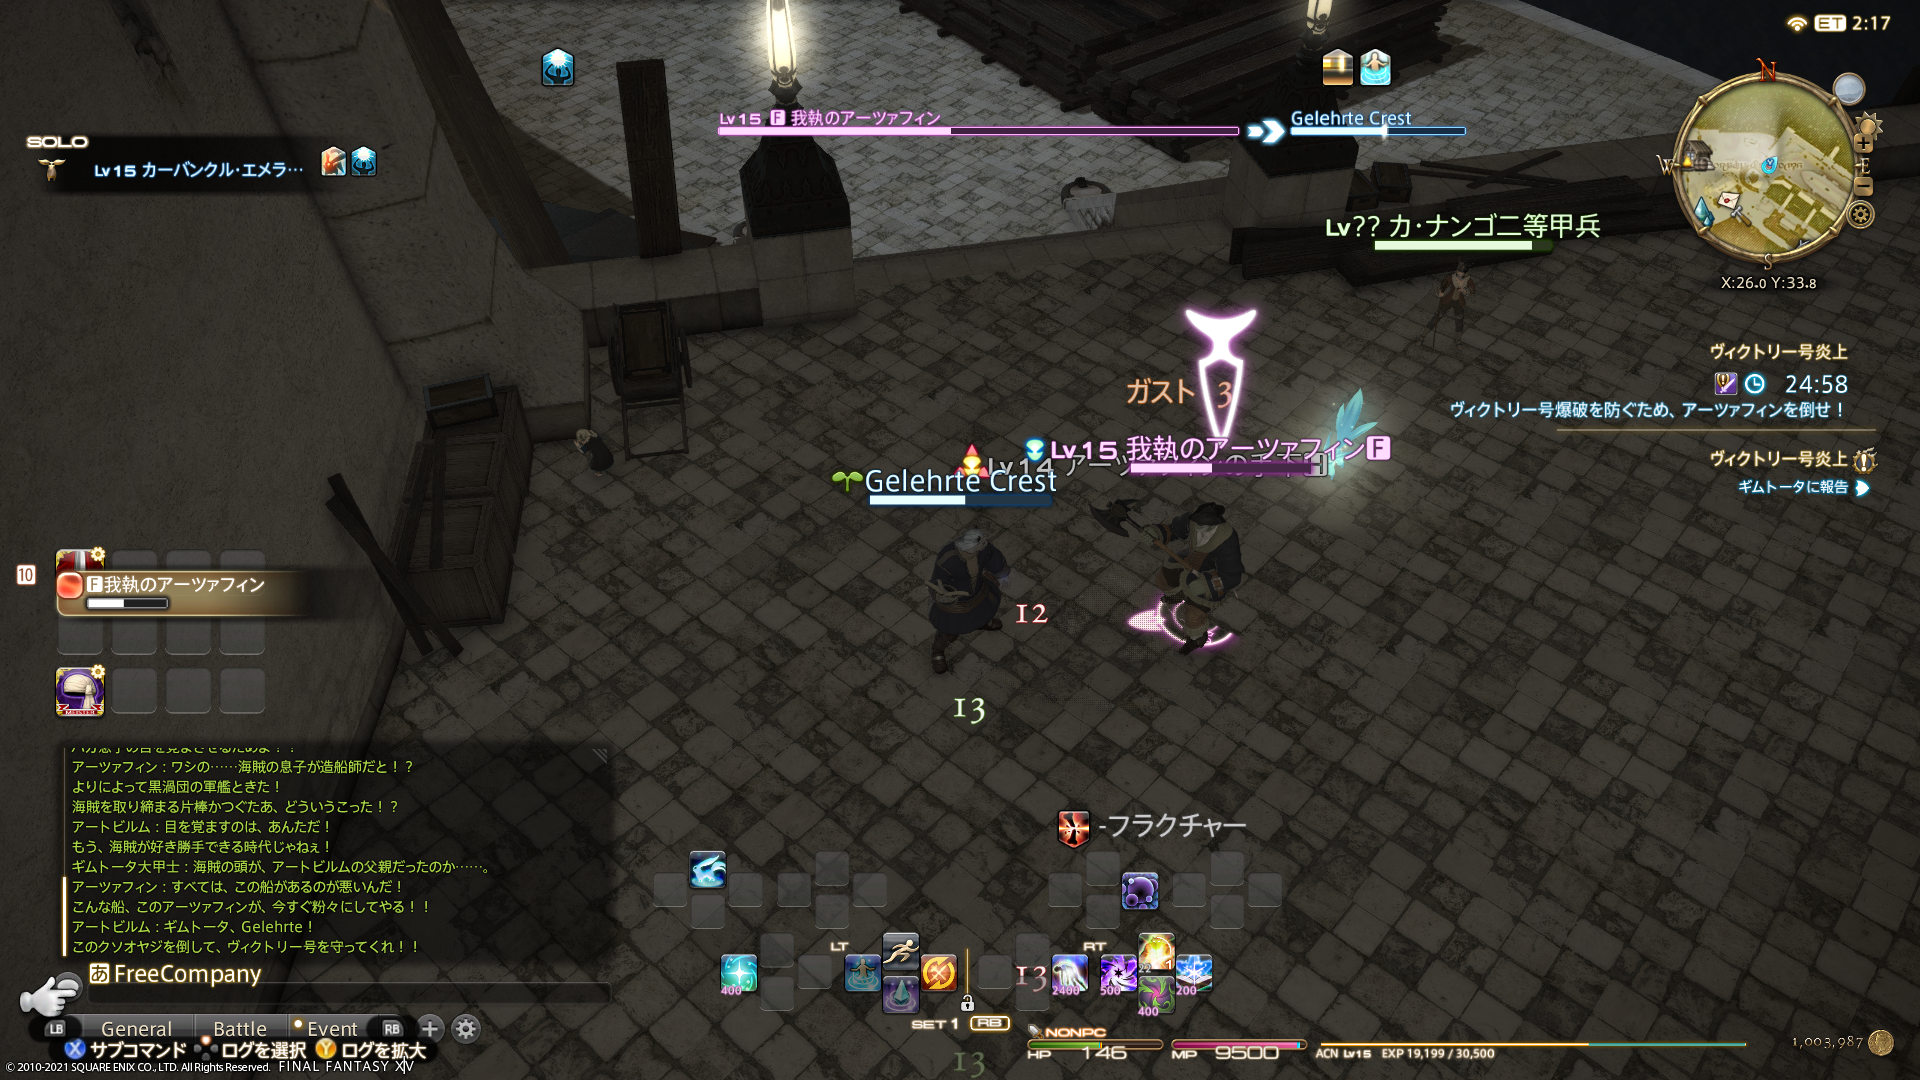 ET 2:17
Lv15 F 我執のアーツァフィン
Gelehrte Crest
SOLO
Lv15 カーバンクル・エメラ…
Lv?? カ・ナンゴ二等甲兵
N
W
E
S
X:26.0 Y:33.8
ヴィクトリー号炎上
24:58
ヴィクトリー号爆破を防ぐため、アーツァフィンを倒せ！
ヴィクトリー号炎上
ギムトータに報告
ガスト 3
Lv15 我執のアーツァフィン F
Lv14
Gelehrte Crest
10
F 我執のアーツァフィン
12
13
MEISTER
アーツァフィン：ワシの……海賊の息子が造船師だと！？
よりによって黒渦団の軍艦ときた！
海賊を取り締まる片棒かつぐたあ、どういうこった！？
アートビルム：目を覚ますのは、あんただ！
もう、海賊が好き勝手できる時代じゃねぇ！
ギムトータ大甲士：海賊の頭が、アートビルムの父親だったのか……。
アーツァフィン：すべては、この船があるのが悪いんだ！
こんな船、このアーツァフィンが、今すぐ粉々にしてやる！！
アートビルム：ギムトータ、Gelehrte！
このクソオヤジを倒して、ヴィクトリー号を守ってくれ！！
-フラクチャー
あ FreeCompany
LT
RT
400
13
2400
500
22
1
400
200
LB General Battle Event RB
SET 1 RB
X サブコマンド ログを選択 Y ログを拡大
NONPC
HP 146 MP 9500 ACN Lv15 EXP 19,199 / 30,500
1,003,987
13
© 2010-2021 SQUARE ENIX CO., LTD. All Rights Reserved. FINAL FANTASY XIV